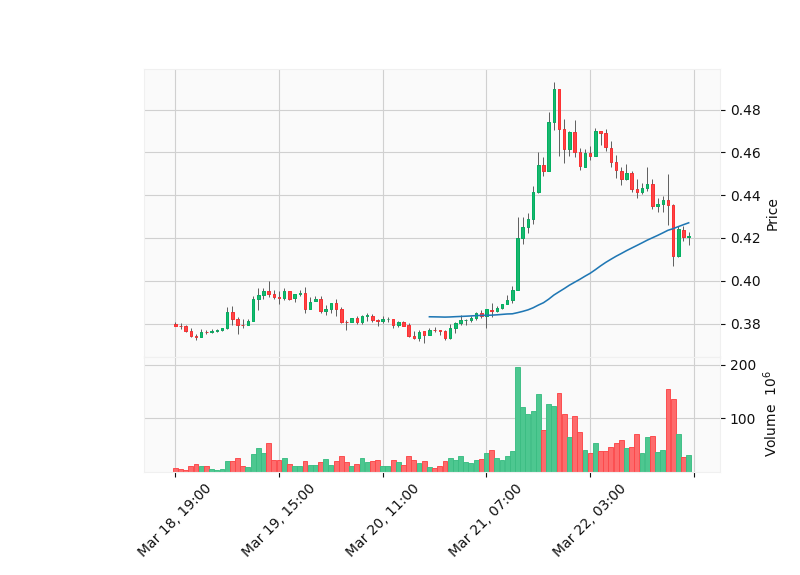 0.48
0.46
0.44
0.42
0.40
0.38
Price
200
100
Volume 10^6
Mar 18, 19:00
Mar 19, 15:00
Mar 20, 11:00
Mar 21, 07:00
Mar 22, 03:00